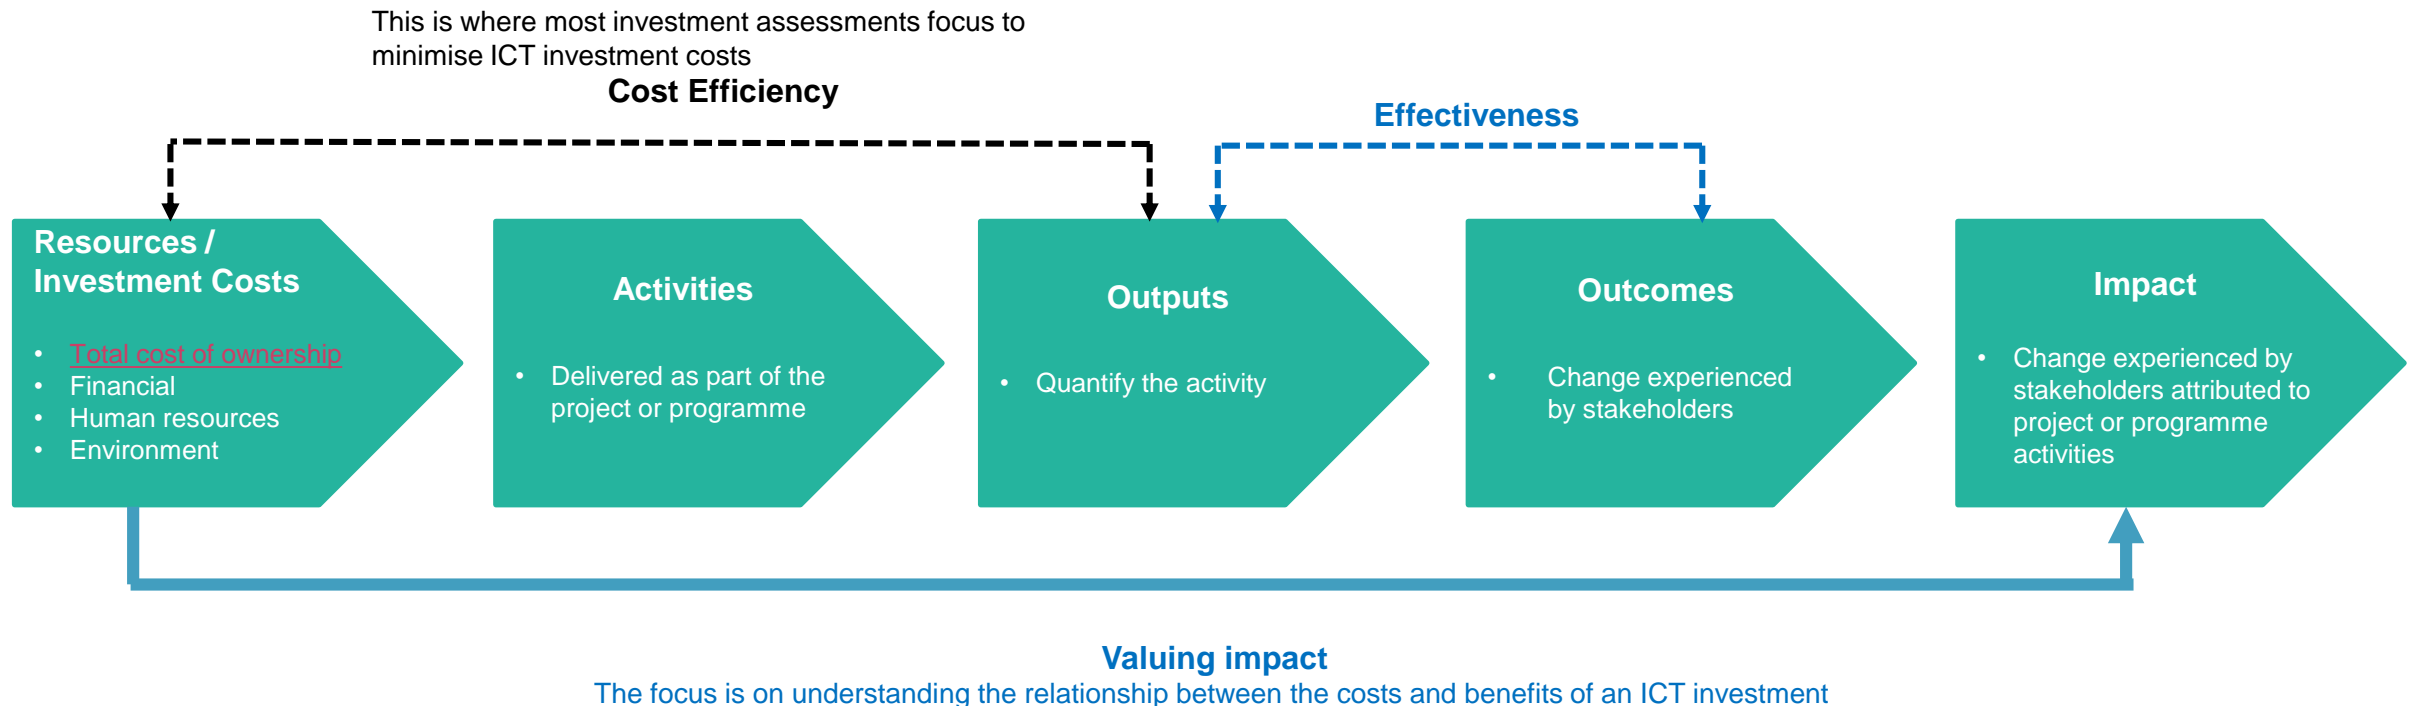 This is where most investment assessments focus to
minimise ICT investment costs
Cost Efficiency
Effectiveness
Resources /
Investment Costs
• Total cost of ownership
• Financial
• Human resources
• Environment
Activities
• Delivered as part of the
project or programme
Outputs
• Quantify the activity
Outcomes
• Change experienced
by stakeholders
Impact
• Change experienced by
stakeholders attributed to
project or programme
activities
Valuing impact
The focus is on understanding the relationship between the costs and benefits of an ICT investment